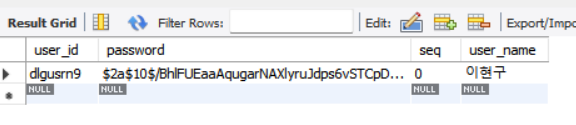 Result Grid Filter Rows: Edit: Export/Impo
user_id password seq user_name
dlgusrn9 $2a$10$/BhlFUEaaAqugarNAXlyruJdps6vSTCpD... 0 이현구
NULL NULL NULL NULL